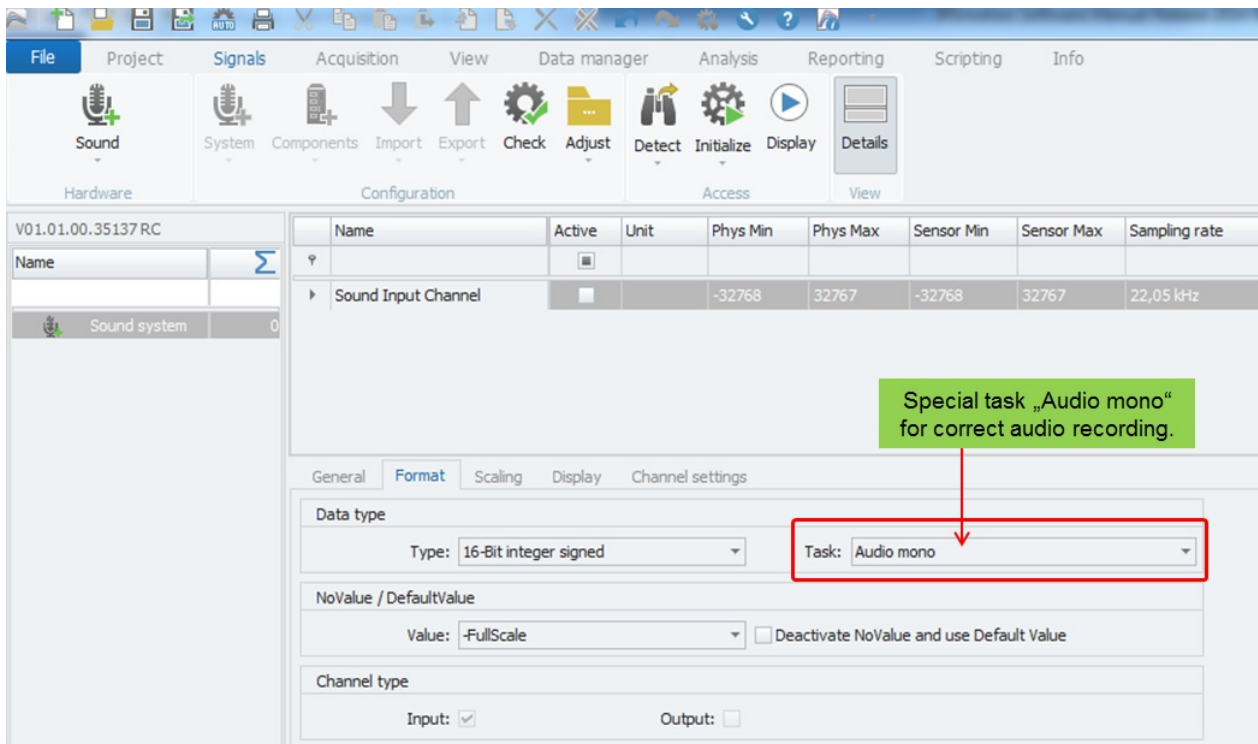 AUTO
File Project Signals Acquisition View Data manager Analysis Reporting Scripting Info
Sound System Components Import Export Check Adjust Detect Initialize Display Details
Hardware Configuration Access View
V01.01.00.35137 RC
Name Σ
Sound system 0
Name Active Unit Phys Min Phys Max Sensor Min Sensor Max Sampling rate
Sound Input Channel -32768 32767 -32768 32767 22,05 kHz
Special task „Audio mono“
for correct audio recording.
General Format Scaling Display Channel settings
Data type
Type: 16-Bit integer signed Task: Audio mono
NoValue / DefaultValue
Value: -FullScale Deactivate NoValue and use Default Value
Channel type
Input: Output: